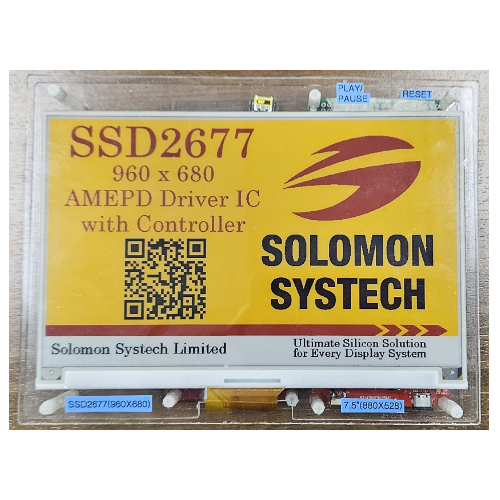 PLAY/
PAUSE
RESET
SSD2677
960 x 680
AMEPD Driver IC
with Controller
SOLOMON
SYSTECH
Solomon Systech Limited
Ultimate Silicon Solution
for Every Display System
SSD2677(960X680)
7.5"(880X528)